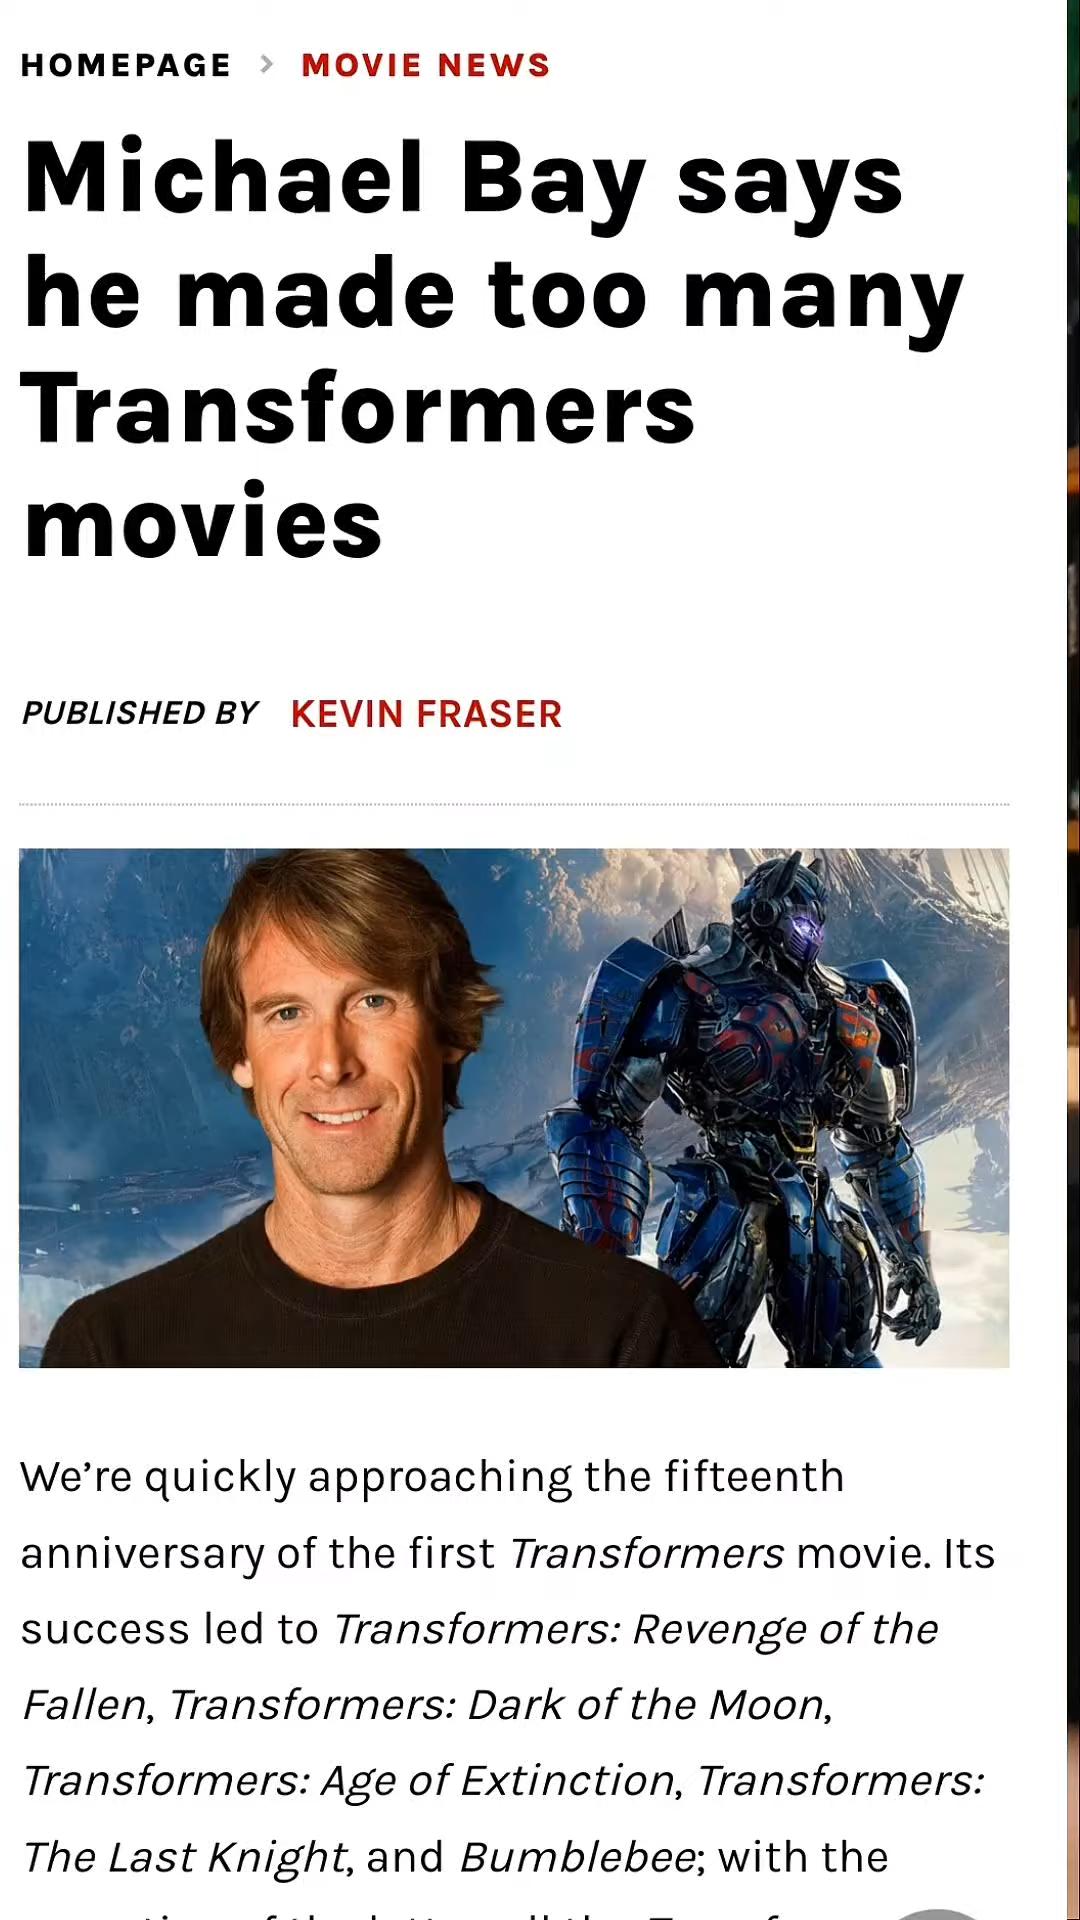 HOMEPAGE > MOVIE NEWS
Michael Bay says
he made too many
Transformers
movies
PUBLISHED BY KEVIN FRASER
We’re quickly approaching the fifteenth
anniversary of the first Transformers movie. Its
success led to Transformers: Revenge of the
Fallen, Transformers: Dark of the Moon,
Transformers: Age of Extinction, Transformers:
The Last Knight, and Bumblebee; with the